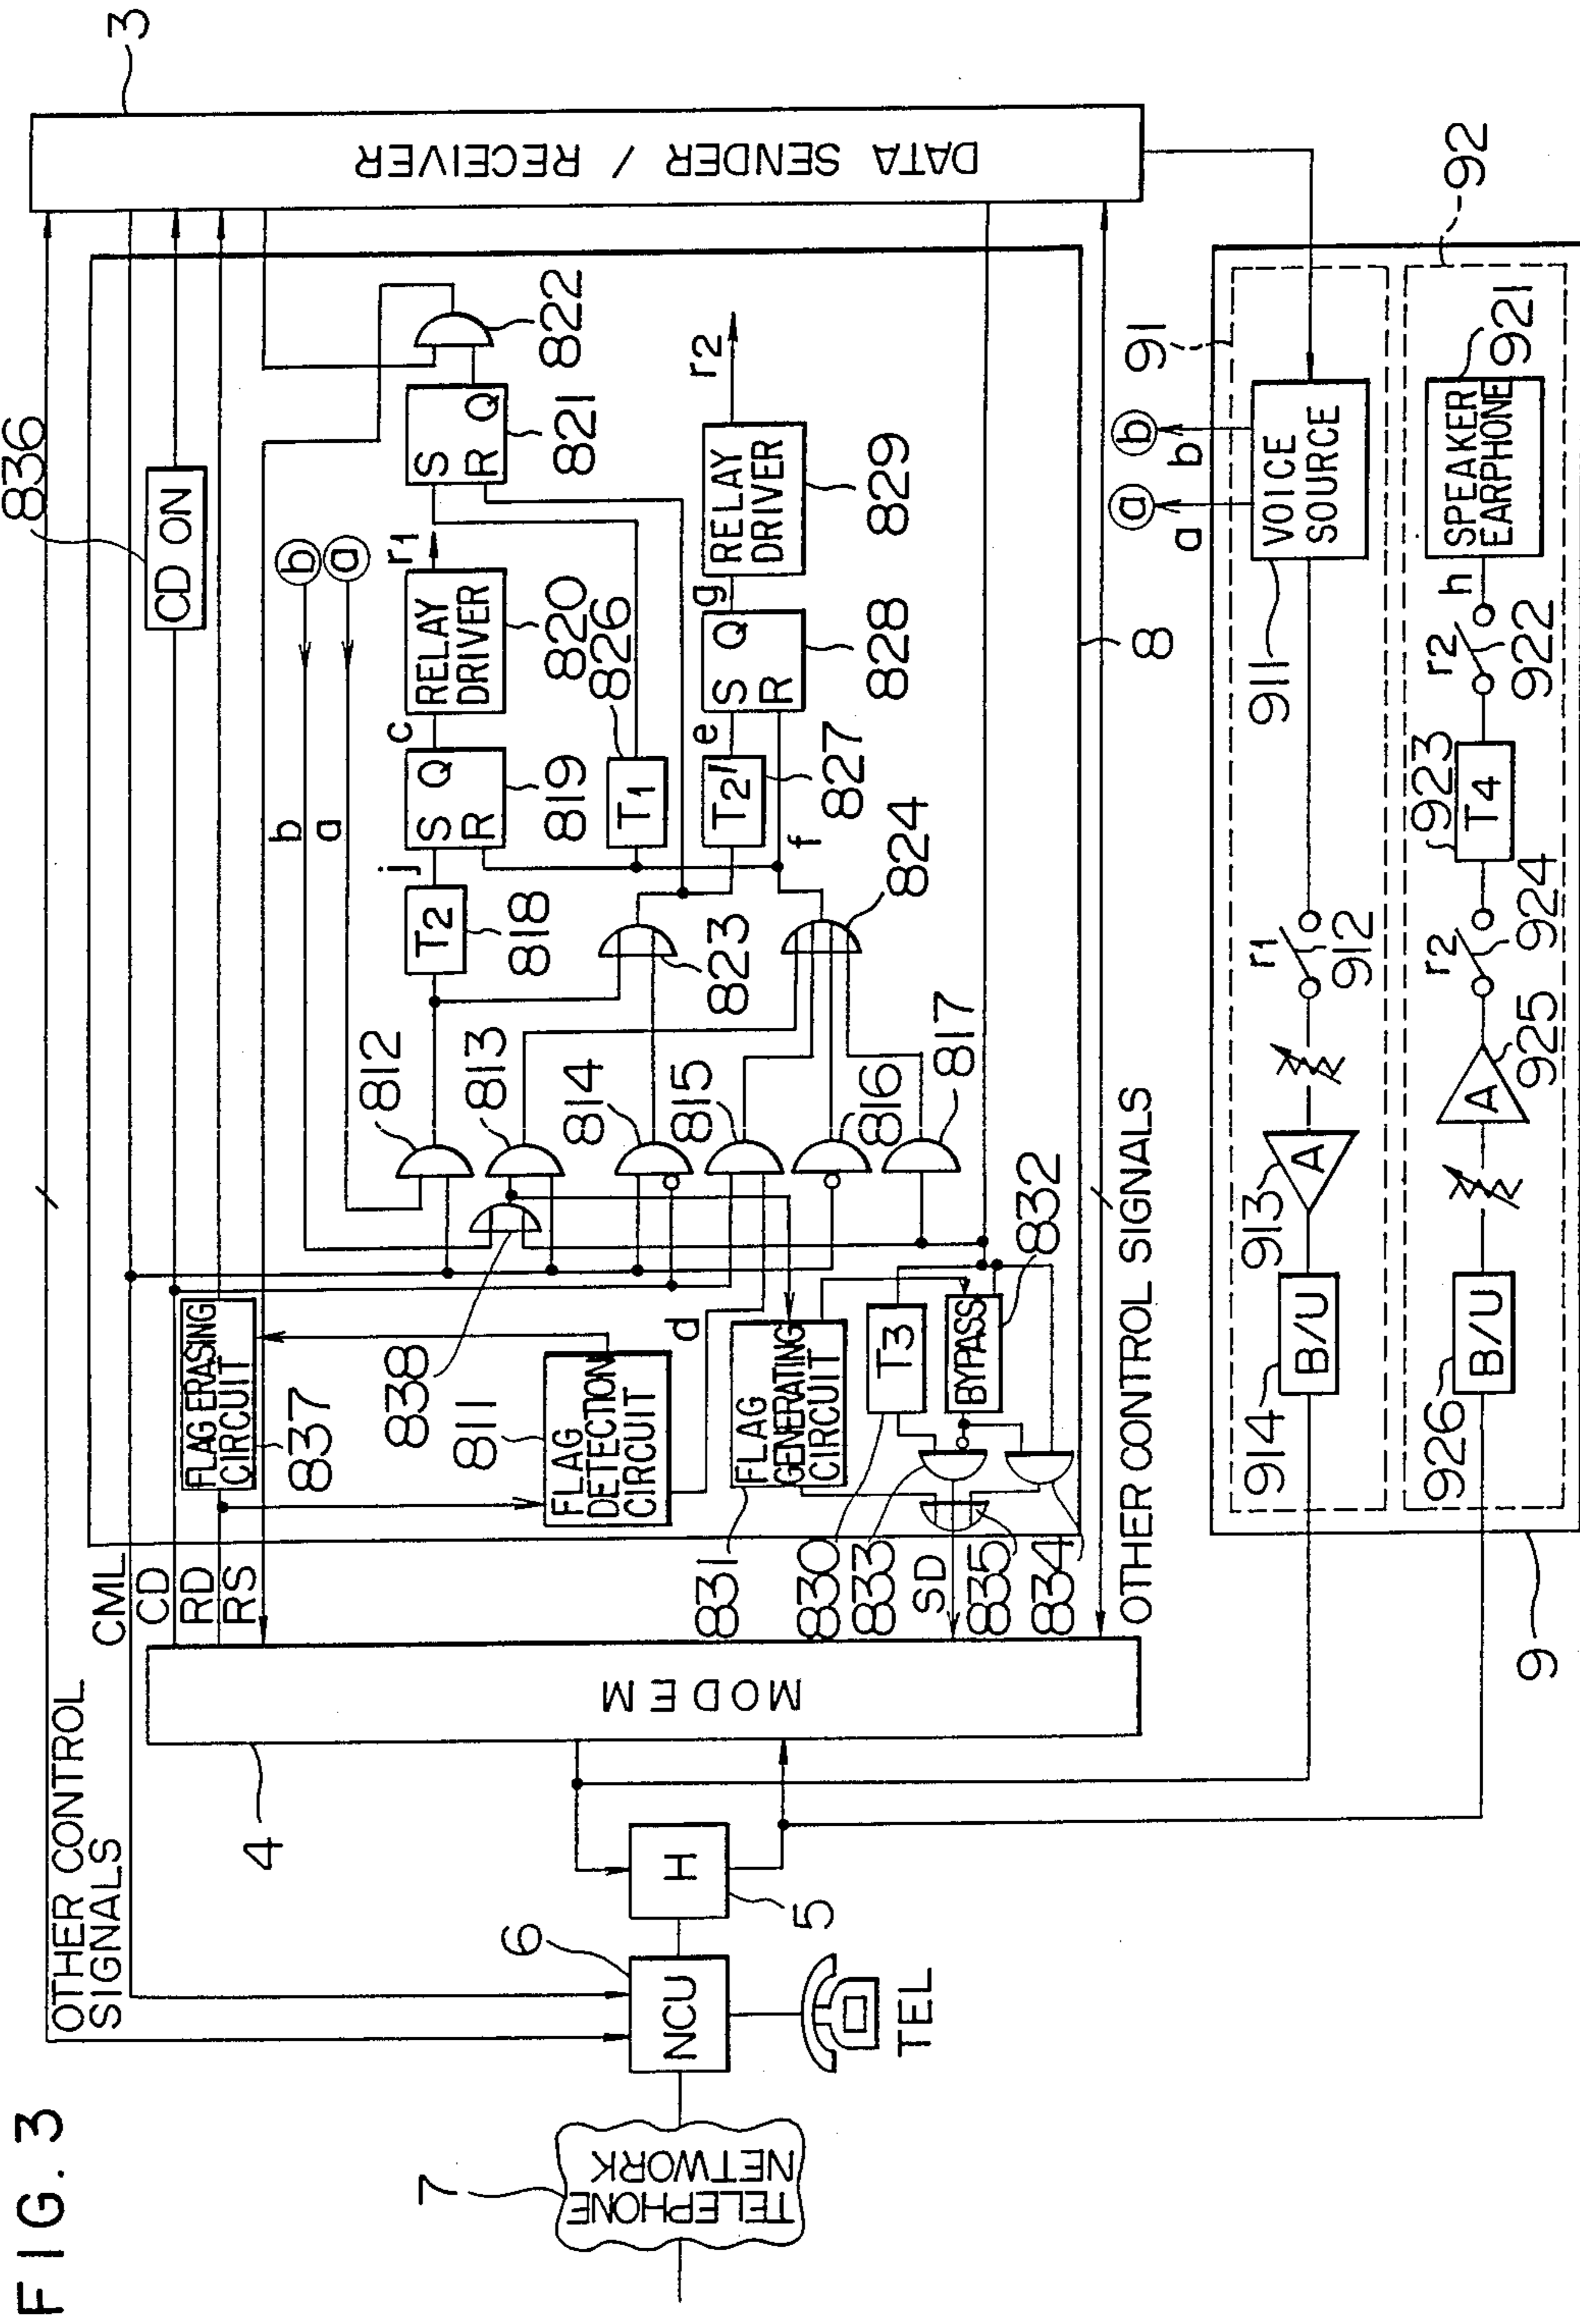 FIG. 3
836
3
OTHER CONTROL
SIGNALS
CML
CD
RD
RS
CD ON
DATA SENDER / RECEIVER
FLAG ERASING
CIRCUIT
837
b
a
b
a
822
S
R
Q
821
r1
RELAY
DRIVER
820
c
S
Q
R
819
j
T2
818
826
T1
r2
RELAY
DRIVER
829
g
S
Q
R
828
e
T2'
827
f
824
823
812
813
814
815
816
817
838
811
FLAG
DETECTION
CIRCUIT
d
FLAG
GENERATING
CIRCUIT
831
T3
830
BYPASS
832
833
SD
835
834
8
OTHER CONTROL SIGNALS
MODEM
4
H
5
6
NCU
TEL
7
TELEPHONE
NETWORK
91
a
b
a
b
VOICE
SOURCE
911
r1
912
A
913
B/U
914
92
SPEAKER
EARPHONE
921
h
r2
922
T4
923
r2
924
A
925
B/U
926
9